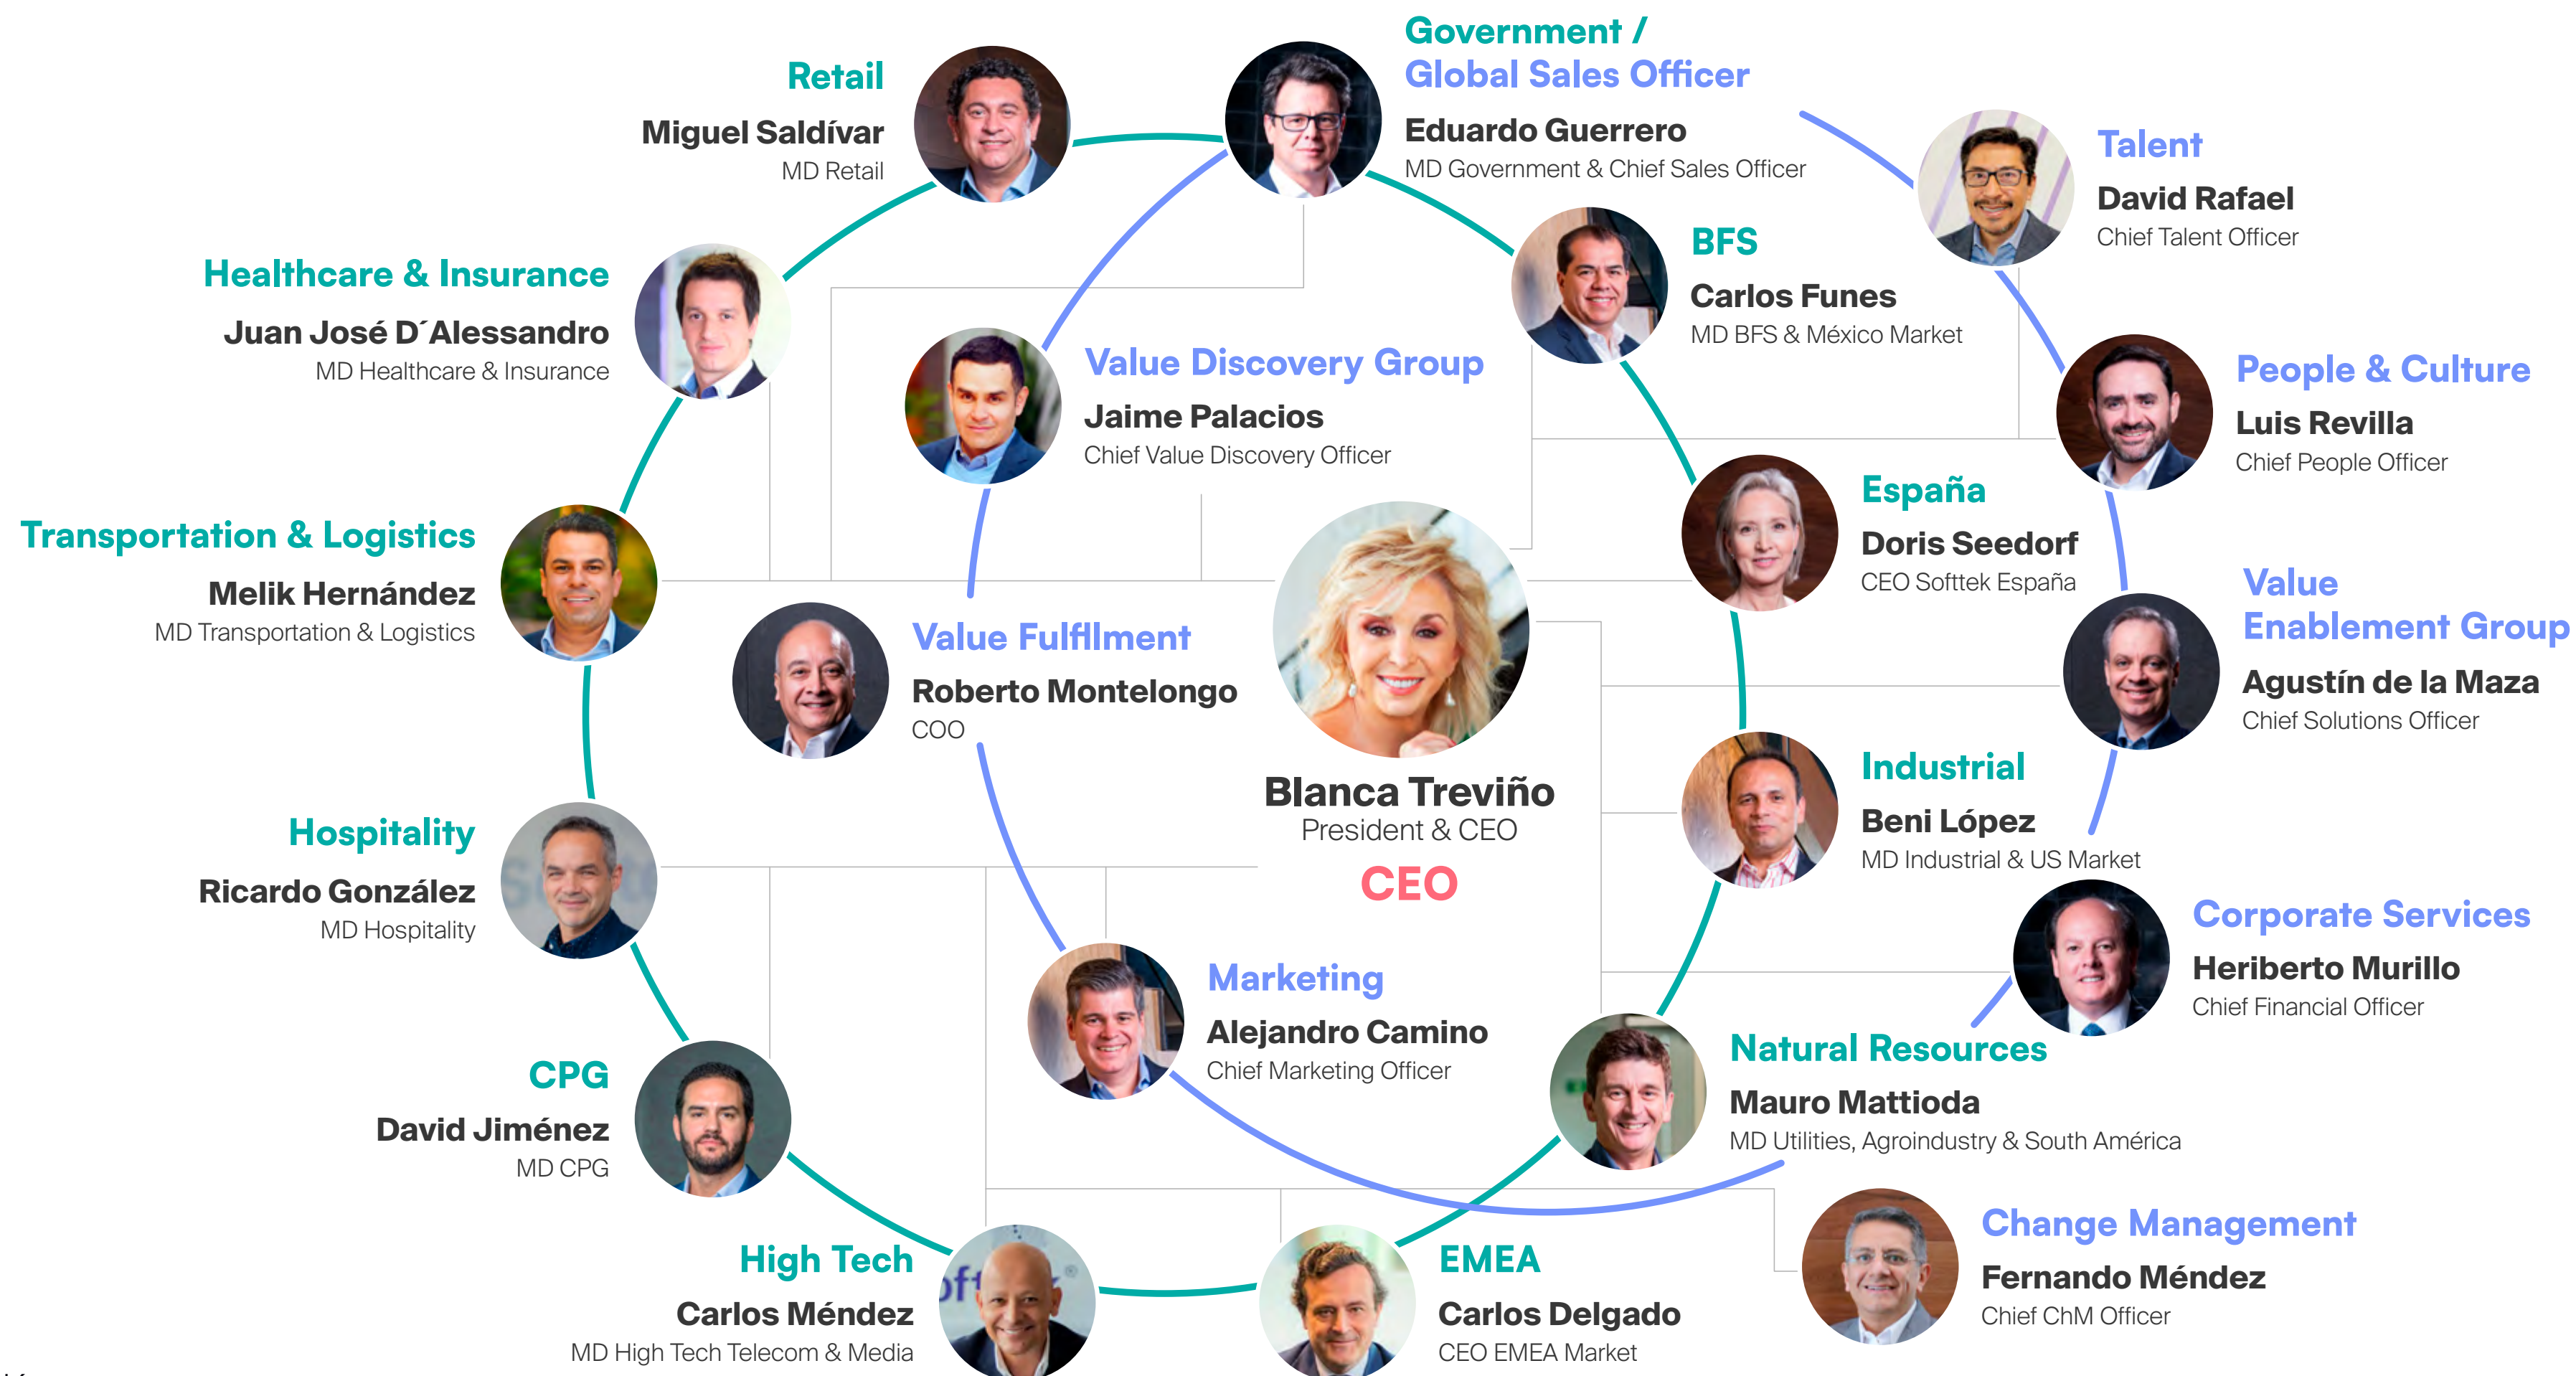 Government /
Global Sales Officer
Eduardo Guerrero
MD Government & Chief Sales Officer
Retail
Miguel Saldívar
MD Retail
Talent
David Rafael
Chief Talent Officer
BFS
Carlos Funes
MD BFS & México Market
Healthcare & Insurance
Juan José D´Alessandro
MD Healthcare & Insurance
Value Discovery Group
Jaime Palacios
Chief Value Discovery Officer
People & Culture
Luis Revilla
Chief People Officer
España
Doris Seedorf
CEO Softtek España
Transportation & Logistics
Melik Hernández
MD Transportation & Logistics
Value
Enablement Group
Agustín de la Maza
Chief Solutions Officer
Value Fulfllment
Roberto Montelongo
COO
Blanca Treviño
President & CEO
CEO
Industrial
Beni López
MD Industrial & US Market
Hospitality
Ricardo González
MD Hospitality
Corporate Services
Heriberto Murillo
Chief Financial Officer
Marketing
Alejandro Camino
Chief Marketing Officer
Natural Resources
Mauro Mattioda
MD Utilities, Agroindustry & South América
CPG
David Jiménez
MD CPG
Change Management
Fernando Méndez
Chief ChM Officer
High Tech
Carlos Méndez
MD High Tech Telecom & Media
EMEA
Carlos Delgado
CEO EMEA Market